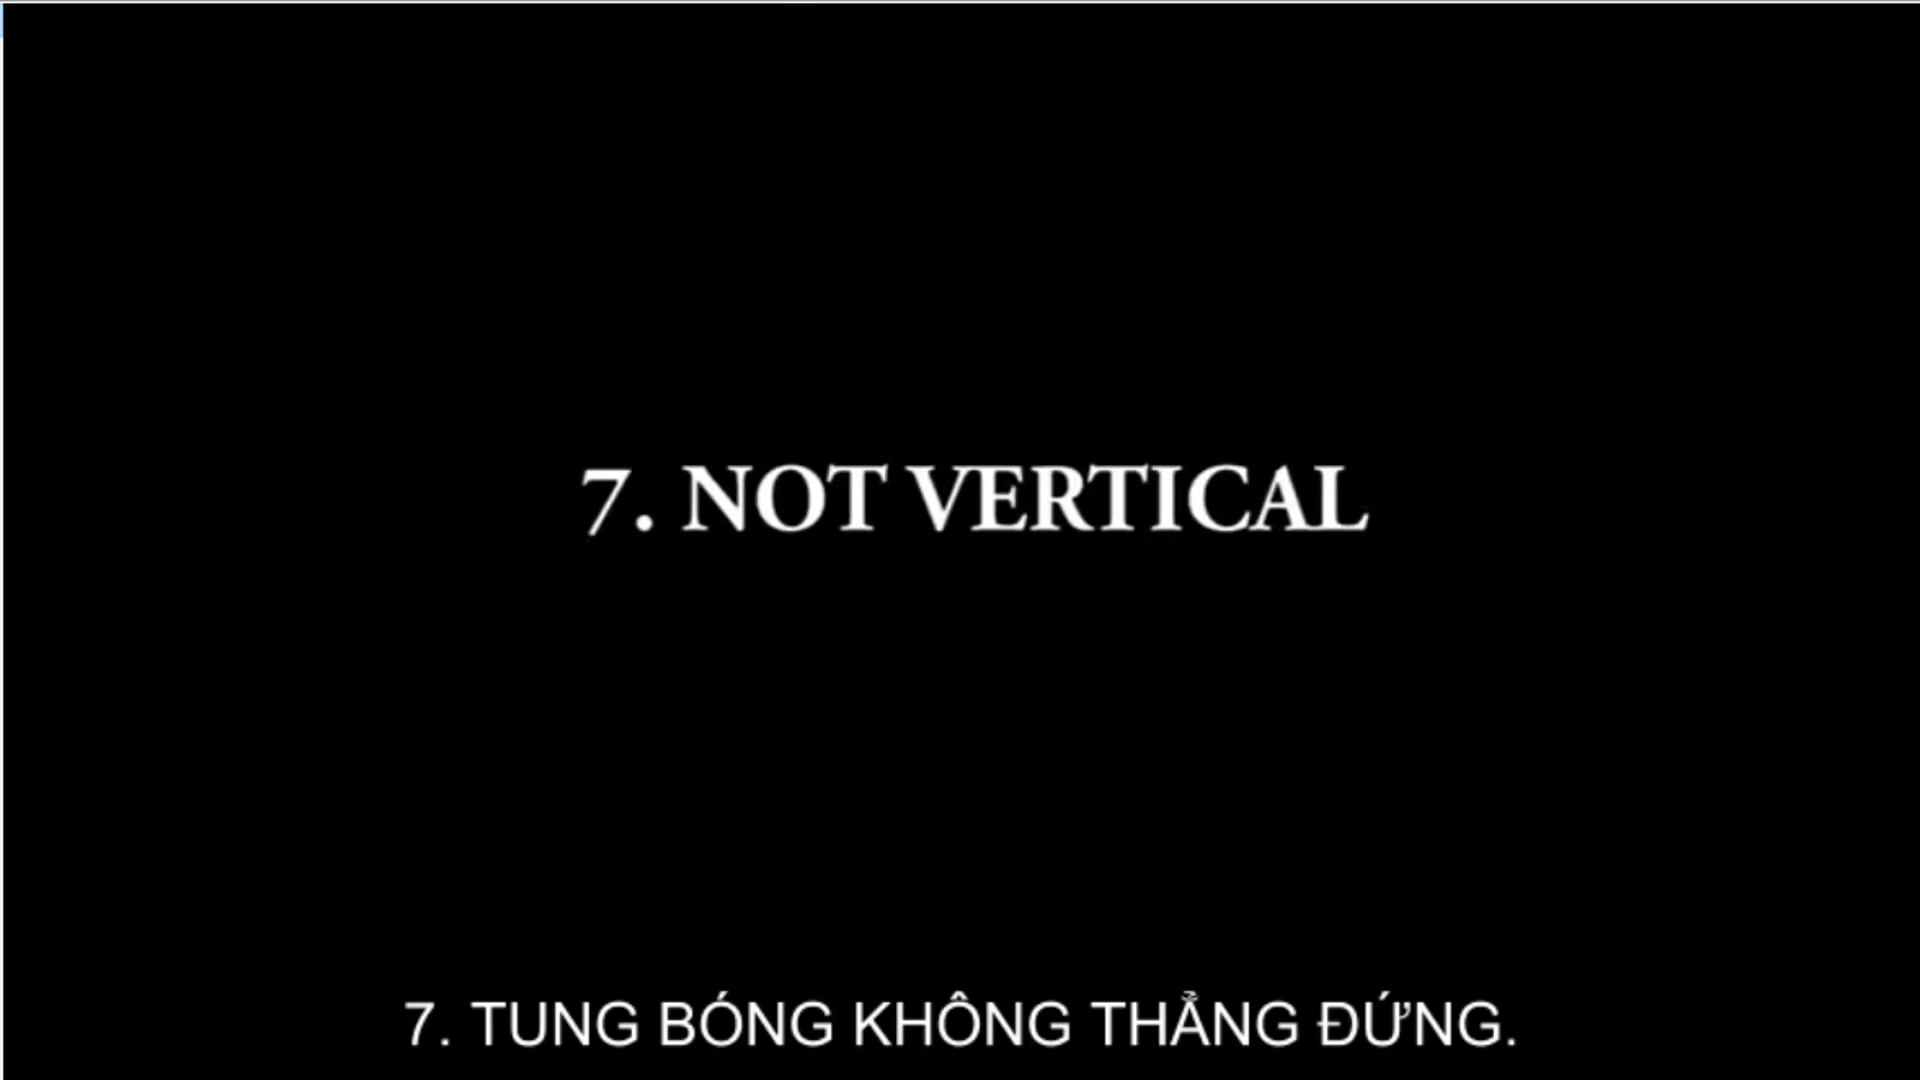 7. NOT VERTICAL
7. TUNG BÓNG KHÔNG THẲNG ĐỨNG.